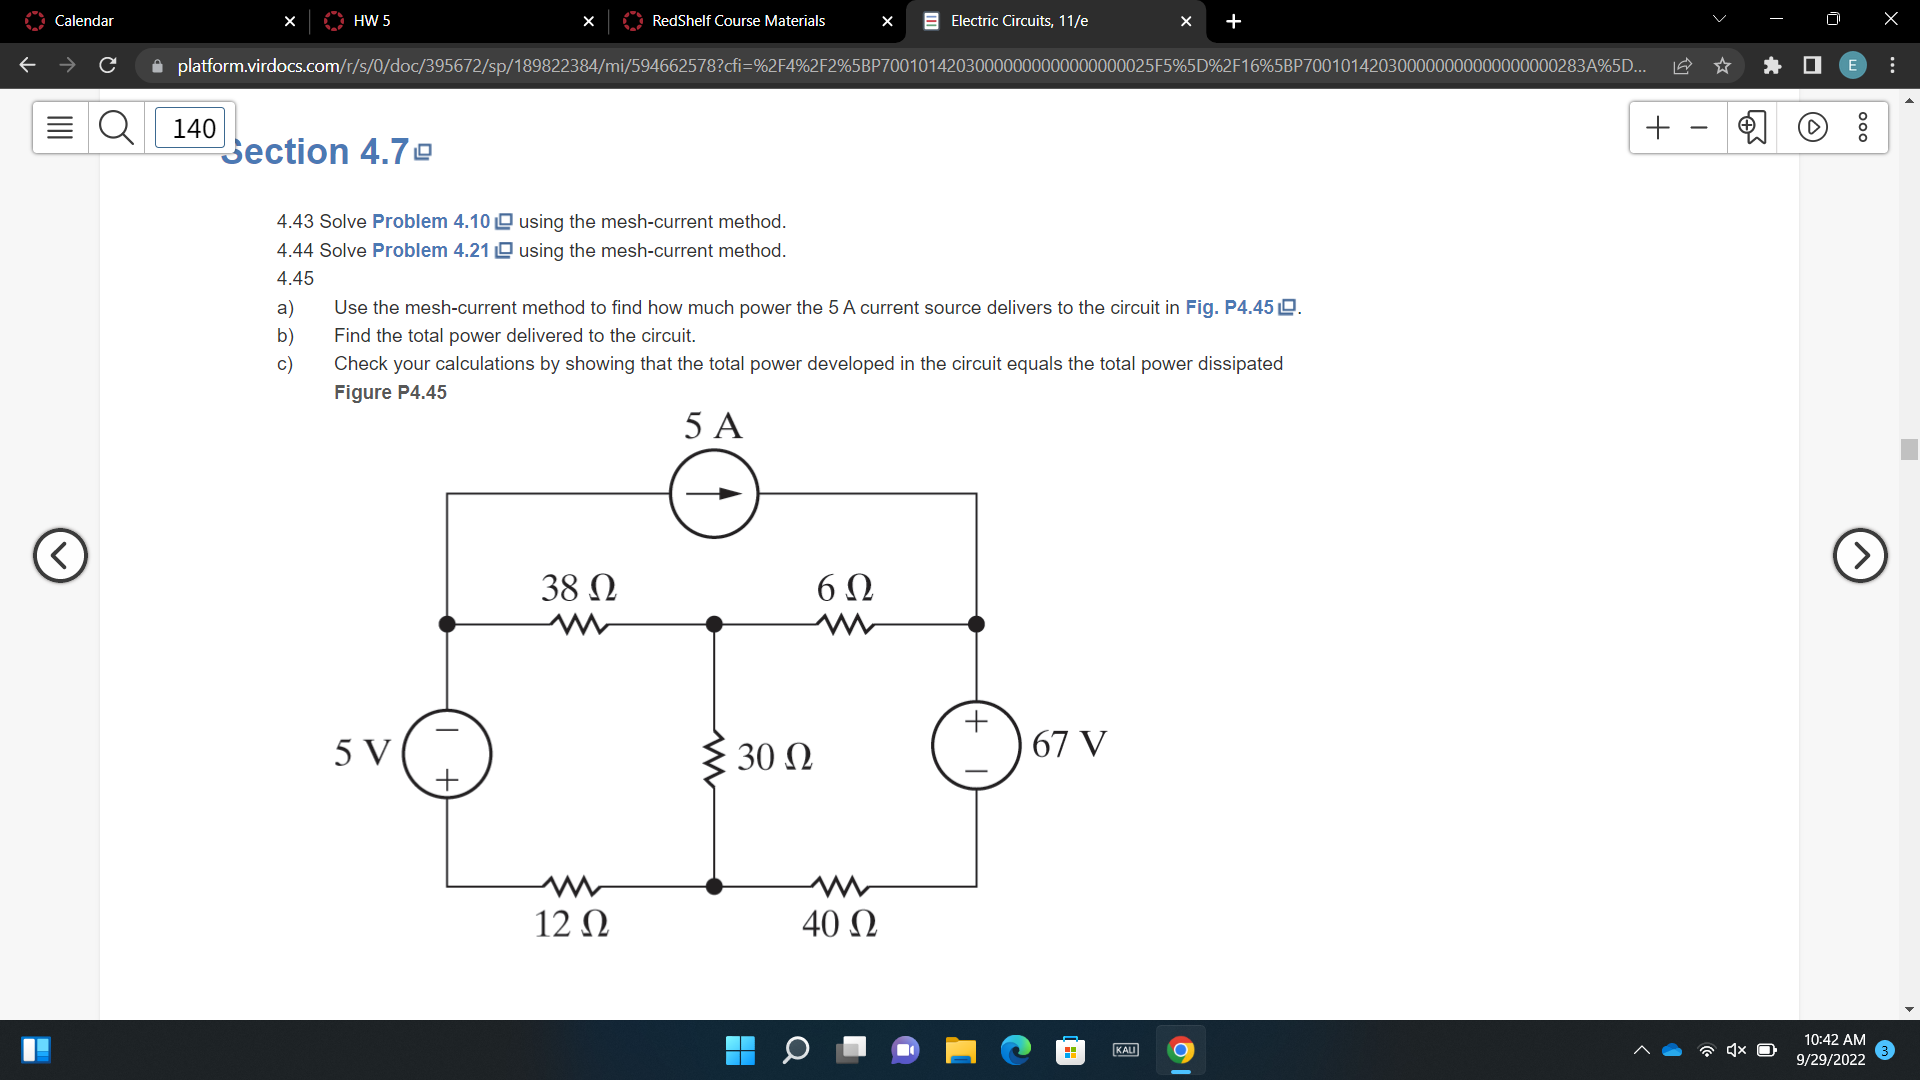 Calendar
HW 5
RedShelf Course Materials
Electric Circuits, 11/e
platform.virdocs.com/r/s/0/doc/395672/sp/189822384/mi/594662578?cfi=%2F4%2F2%5BP7001014203000000000000000025F5%5D%2F16%5BP700101420300000000000000000283A%5D...
E
140
Section 4.7
4.43 Solve Problem 4.10 using the mesh-current method.
4.44 Solve Problem 4.21 using the mesh-current method.
4.45
a) Use the mesh-current method to find how much power the 5 A current source delivers to the circuit in Fig. P4.45.
b) Find the total power delivered to the circuit.
c) Check your calculations by showing that the total power developed in the circuit equals the total power dissipated
Figure P4.45
5 A
38 Ω
6 Ω
5 V
30 Ω
67 V
12 Ω
40 Ω
KALI
10:42 AM
9/29/2022
3